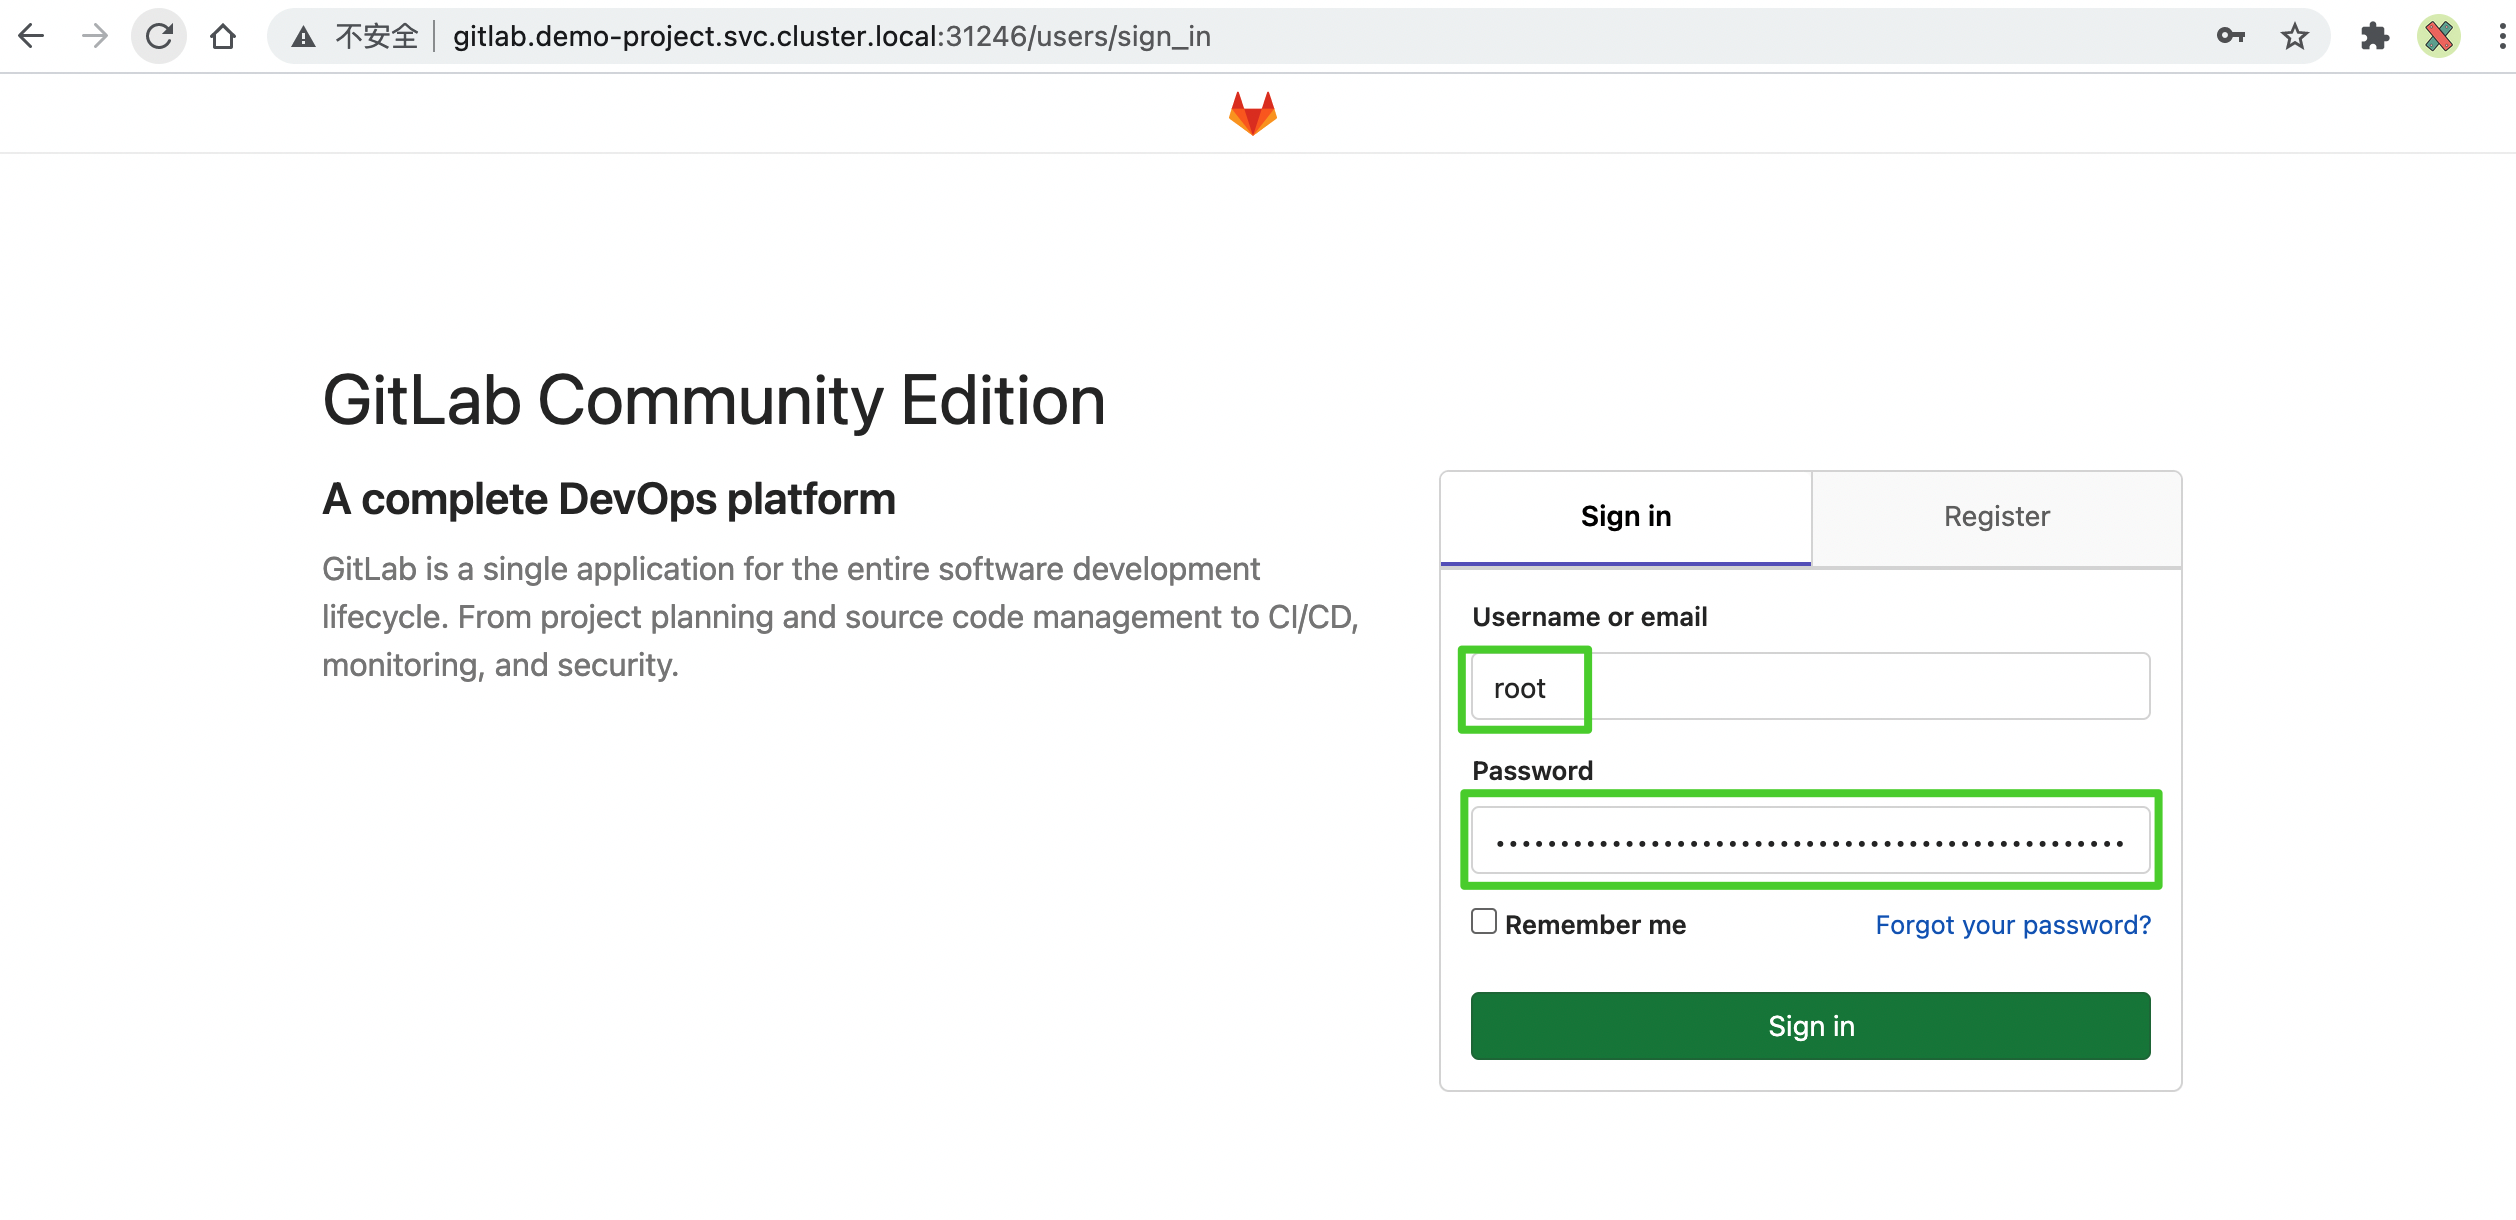 不安全 gitlab.demo-project.svc.cluster.local:31246/users/sign_in
GitLab Community Edition
A complete DevOps platform
GitLab is a single application for the entire software development
lifecycle. From project planning and source code management to CI/CD,
monitoring, and security.
Sign in Register
Username or email
root
Password
Remember me Forgot your password?
Sign in